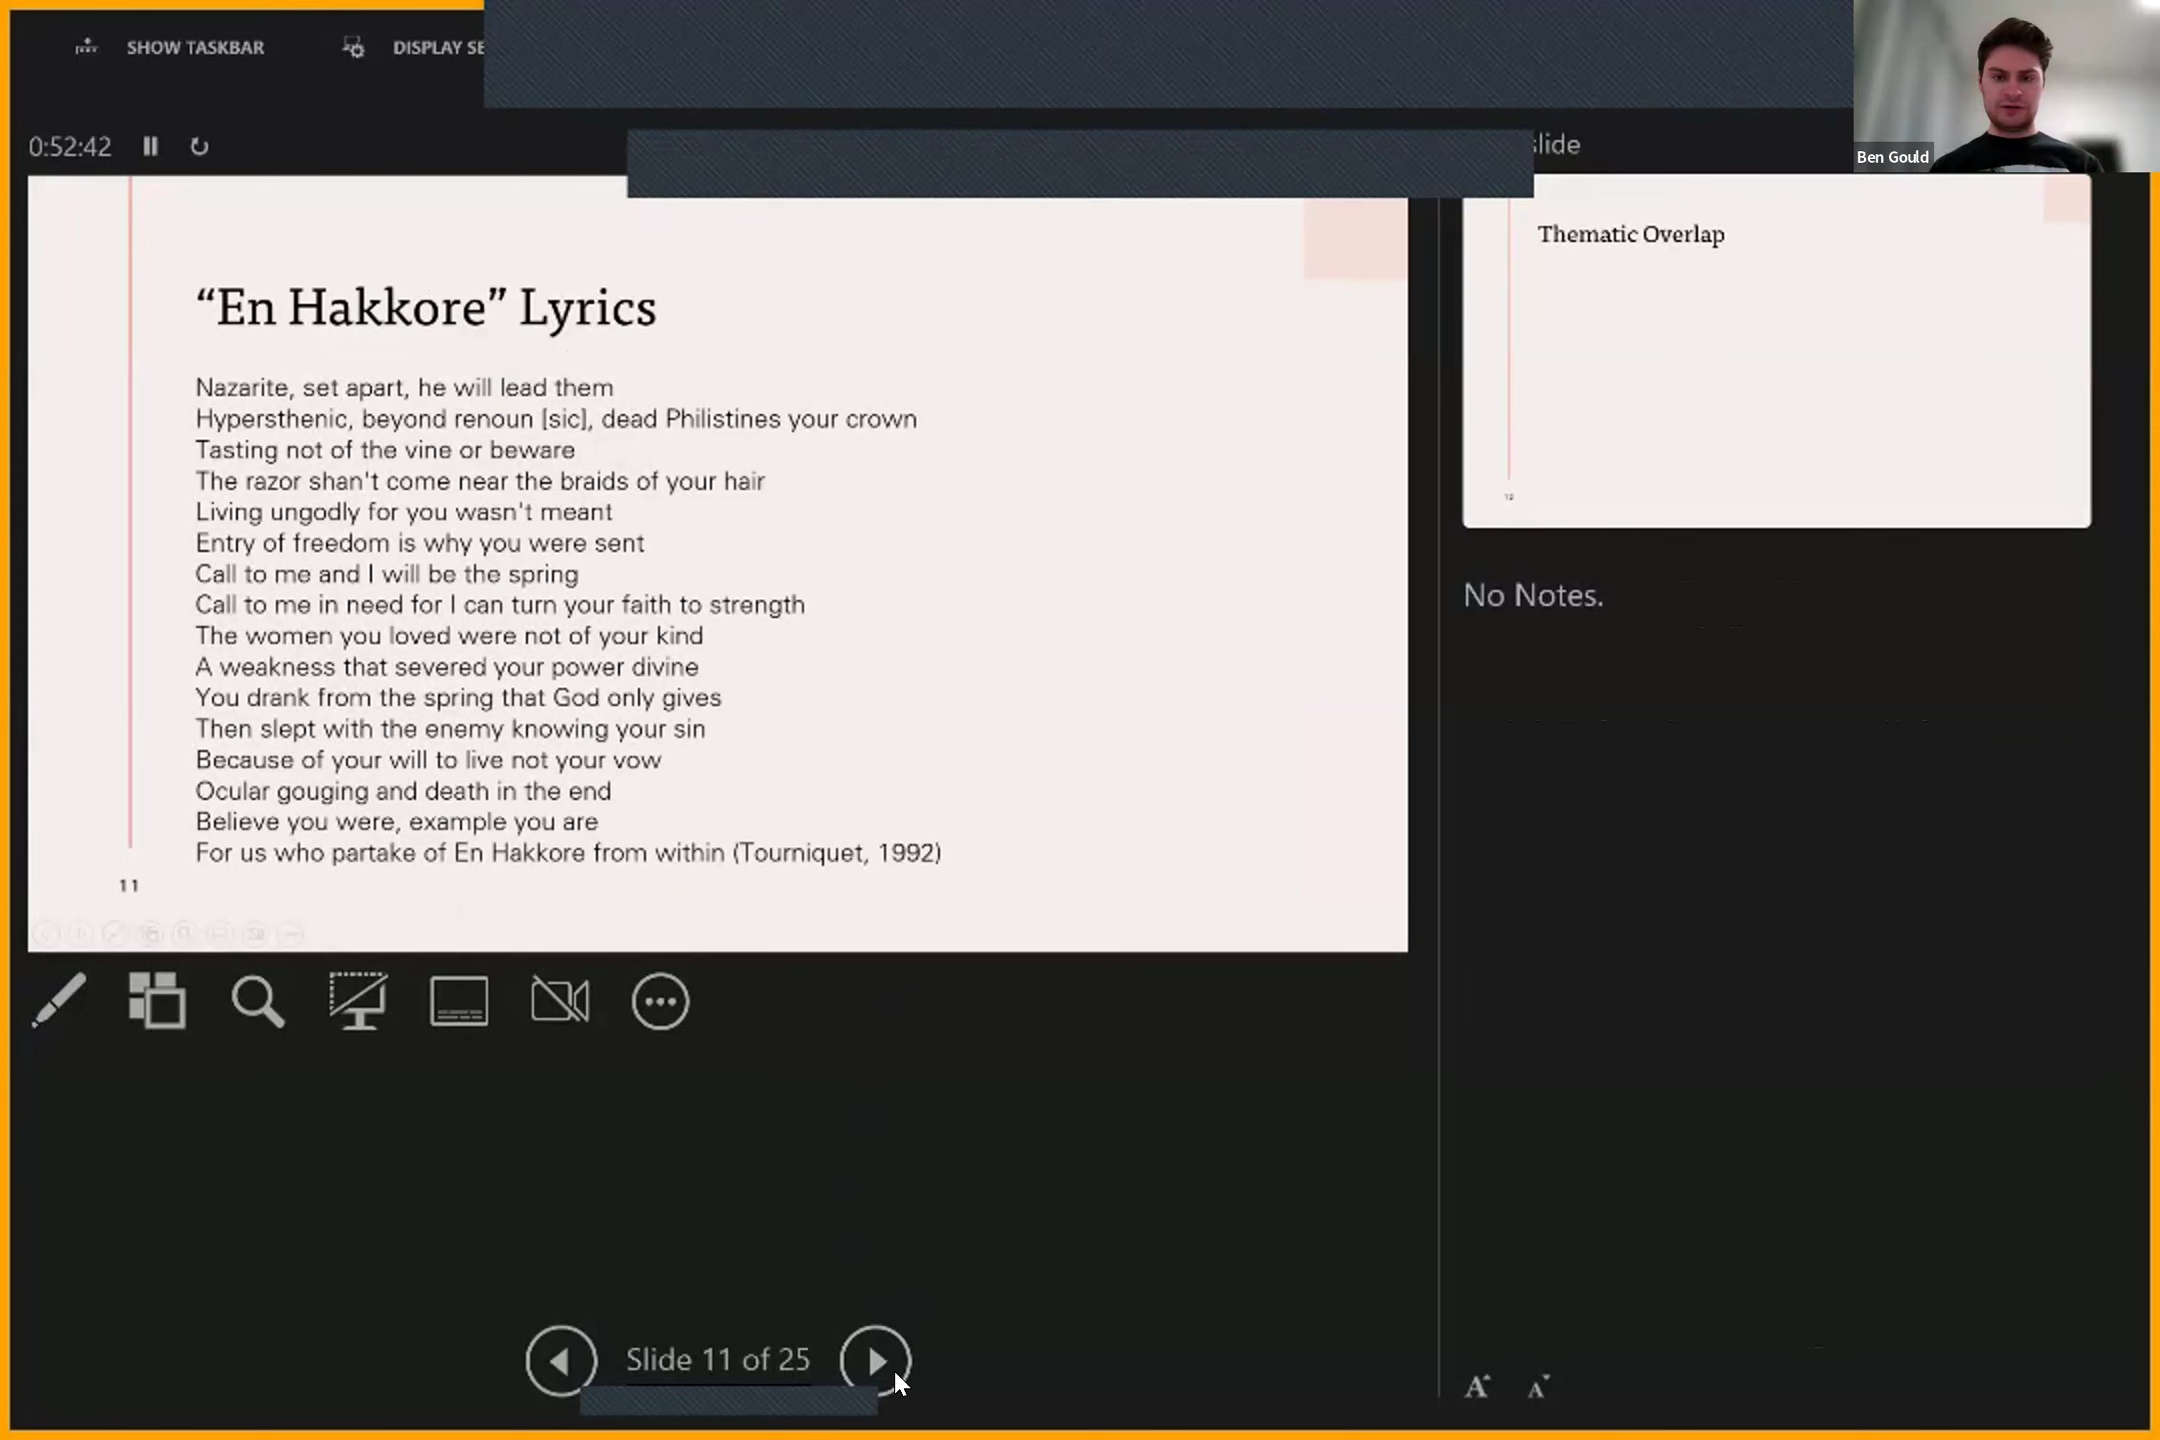 SHOW TASKBAR
DISPLAY SE
0:52:42
slide
Ben Gould
“En Hakkore” Lyrics
Nazarite, set apart, he will lead them
Hypersthenic, beyond renoun [sic], dead Philistines your crown
Tasting not of the vine or beware
The razor shan't come near the braids of your hair
Living ungodly for you wasn't meant
Entry of freedom is why you were sent
Call to me and I will be the spring
Call to me in need for I can turn your faith to strength
The women you loved were not of your kind
A weakness that severed your power divine
You drank from the spring that God only gives
Then slept with the enemy knowing your sin
Because of your will to live not your vow
Ocular gouging and death in the end
Believe you were, example you are
For us who partake of En Hakkore from within (Tourniquet, 1992)
11
Thematic Overlap
12
No Notes.
Slide 11 of 25
A A